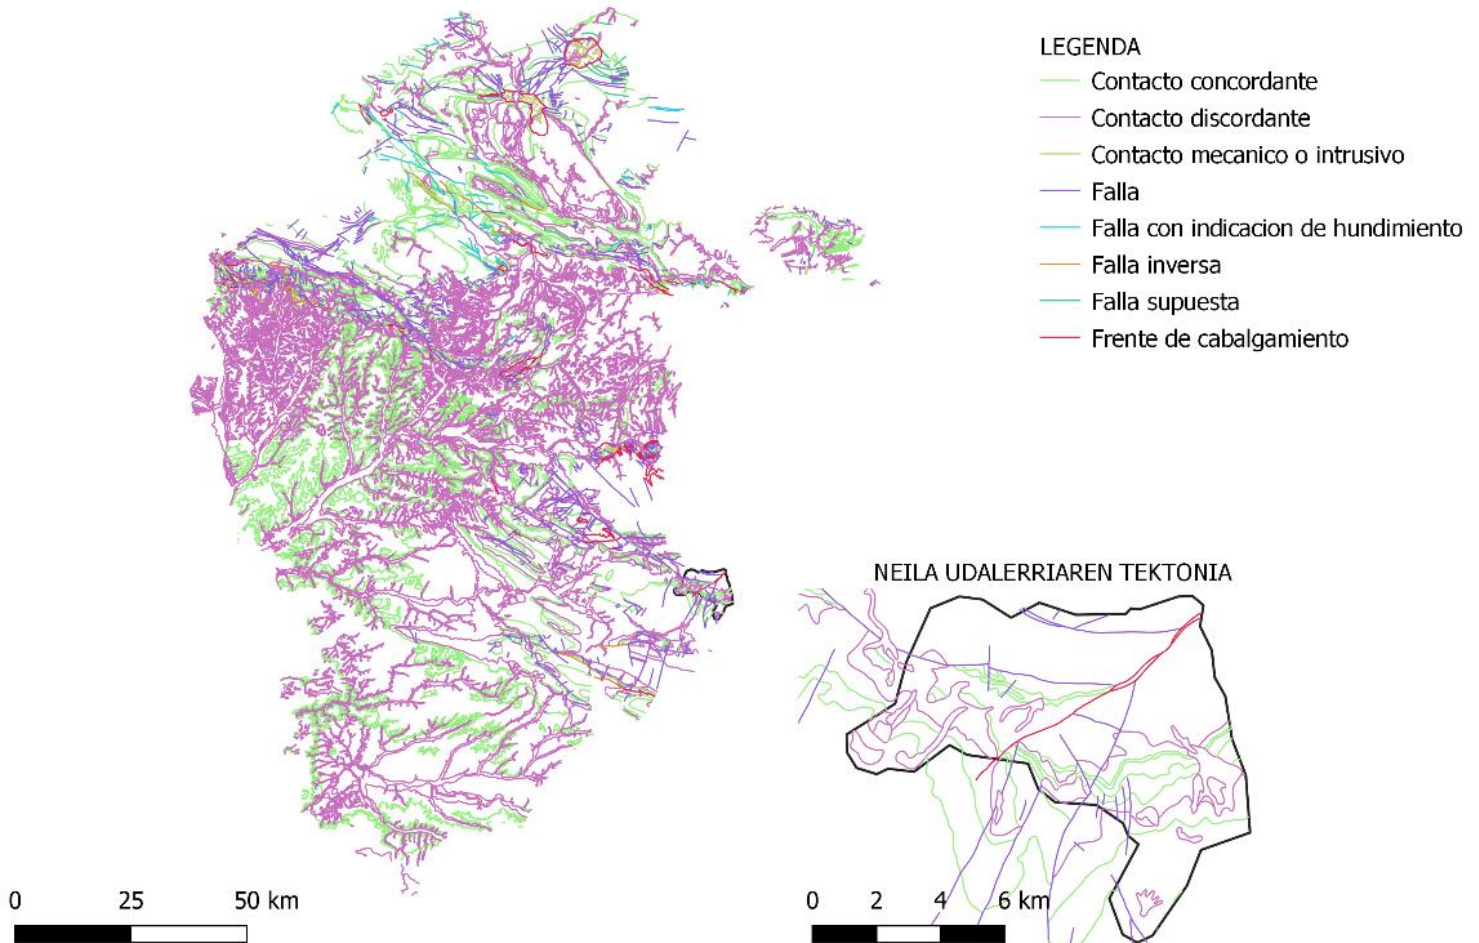 LEGENDA
Contacto concordante
Contacto discordante
Contacto mecanico o intrusivo
Falla
Falla con indicacion de hundimiento
Falla inversa
Falla supuesta
Frente de cabalgamiento
NEILA UDALERRIAREN TEKTONIA
0 25 50 km
0 2 4 6 km